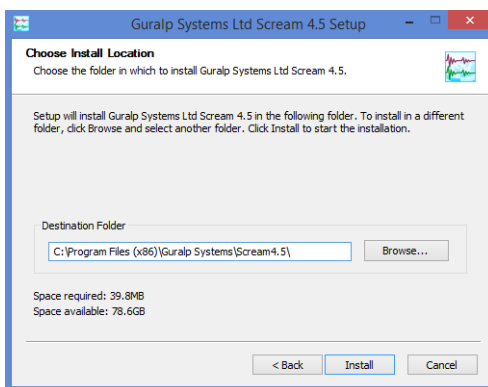 Guralp Systems Ltd Scream 4.5 Setup
Choose Install Location
Choose the folder in which to install Guralp Systems Ltd Scream 4.5.
Setup will install Guralp Systems Ltd Scream 4.5 in the following folder. To install in a different
folder, click Browse and select another folder. Click Install to start the installation.
Destination Folder
C:\Program Files (x86)\Guralp Systems\Scream4.5\
Browse...
Space required: 39.8MB
Space available: 78.6GB
< Back
Install
Cancel